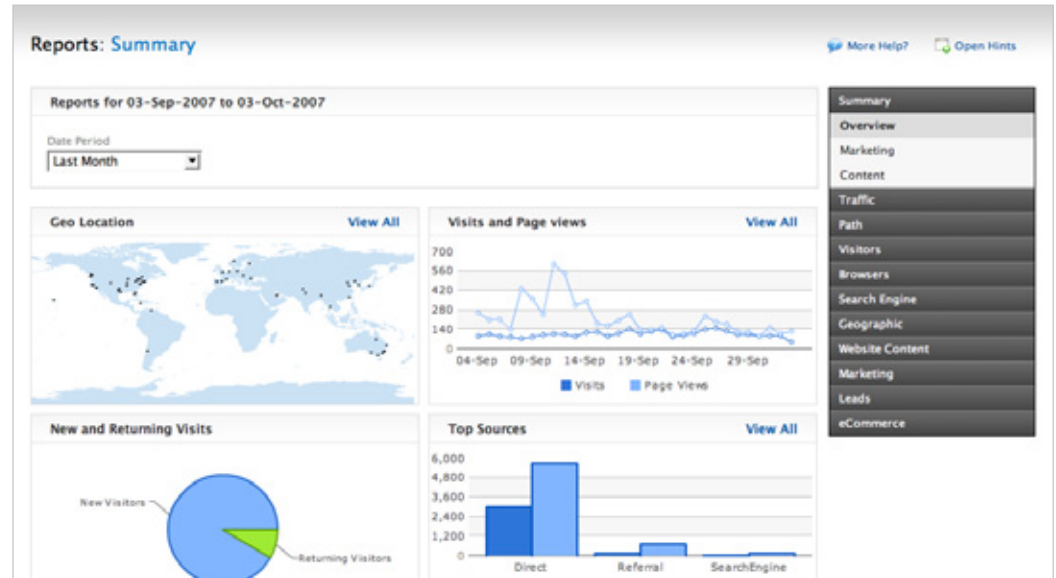 Reports: Summary
More Help?
Open Hints
Reports for 03-Sep-2007 to 03-Oct-2007
Date Period
Last Month
Geo Location
View All
Visits and Page views
View All
700
560
420
280
140
0
04-Sep 09-Sep 14-Sep 19-Sep 24-Sep 29-Sep
Visits Page Views
New and Returning Visits
New Visitors
Returning Visitors
Top Sources
View All
6,000
4,800
3,600
2,400
1,200
0
Direct Referral SearchEngine
Summary
Overview
Marketing
Content
Traffic
Path
Visitors
Browsers
Search Engine
Geographic
Website Content
Marketing
Leads
eCommerce